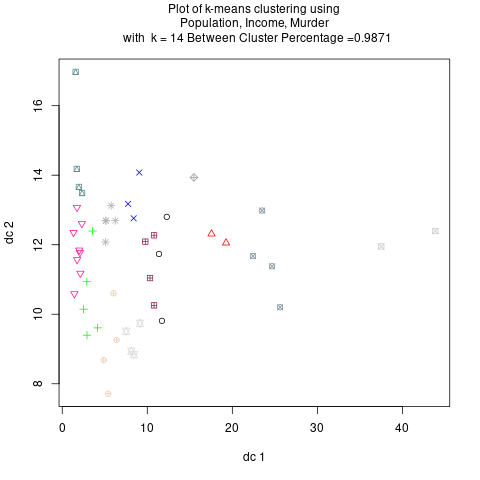 Plot of k-means clustering using
Population, Income, Murder
with k = 14 Between Cluster Percentage =0.9871
16
14
12
10
8
dc 2
0 10 20 30 40
dc 1